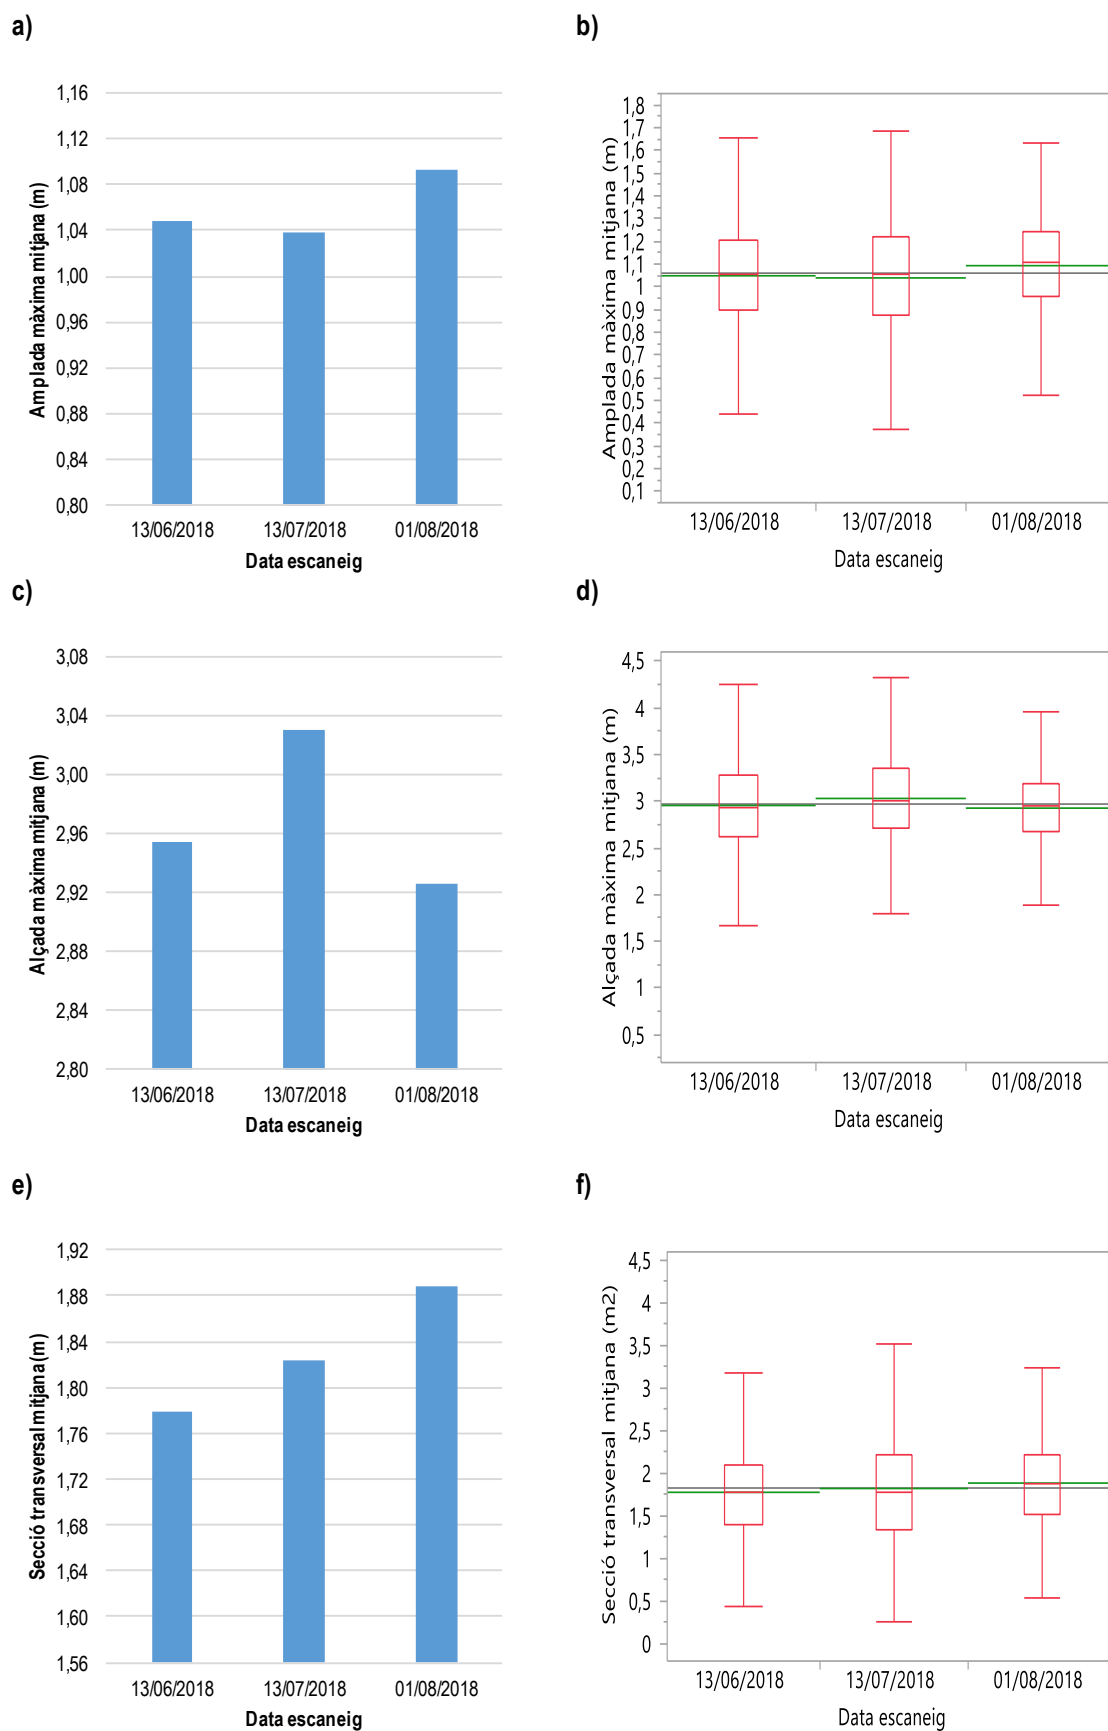 a)
Amplada màxima mitjana (m)
1,16
1,12
1,08
1,04
1,00
0,96
0,92
0,88
0,84
0,80
13/06/2018 13/07/2018 01/08/2018
Data escaneig
b)
Amplada màxima mitjana (m)
1,8
1,7
1,6
1,5
1,4
1,3
1,2
1,1
1
0,9
0,8
0,7
0,6
0,5
0,4
0,3
0,2
0,1
13/06/2018 13/07/2018 01/08/2018
Data escaneig
c)
Alçada màxima mitjana (m)
3,08
3,04
3,00
2,96
2,92
2,88
2,84
2,80
13/06/2018 13/07/2018 01/08/2018
Data escaneig
d)
Alçada màxima mitjana (m)
4,5
4
3,5
3
2,5
2
1,5
1
0,5
13/06/2018 13/07/2018 01/08/2018
Data escaneig
e)
Secció transversal mitjana (m)
1,92
1,88
1,84
1,80
1,76
1,72
1,68
1,64
1,60
1,56
13/06/2018 13/07/2018 01/08/2018
Data escaneig
f)
Secció transversal mitjana (m2)
4,5
4
3,5
3
2,5
2
1,5
1
0,5
0
13/06/2018 13/07/2018 01/08/2018
Data escaneig